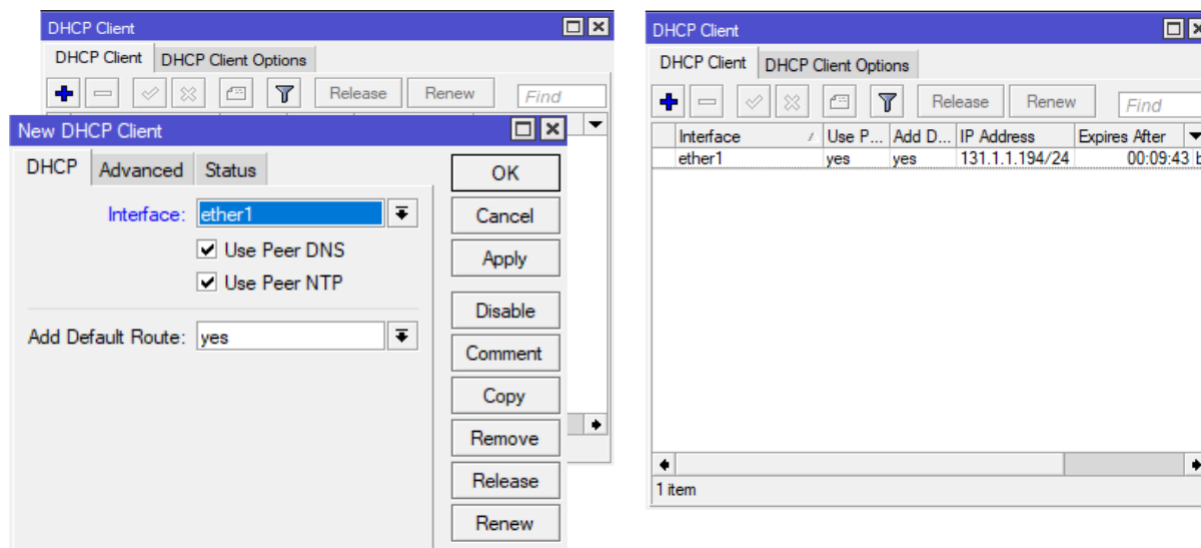 DHCP Client
DHCP Client DHCP Client Options
Release Renew Find
New DHCP Client
DHCP Advanced Status
Interface: ether1
Use Peer DNS
Use Peer NTP
Add Default Route: yes
OK
Cancel
Apply
Disable
Comment
Copy
Remove
Release
Renew
DHCP Client
DHCP Client DHCP Client Options
Release Renew Find
Interface Use P... Add D... IP Address Expires After
ether1 yes yes 131.1.1.194/24 00:09:43 b
1 item